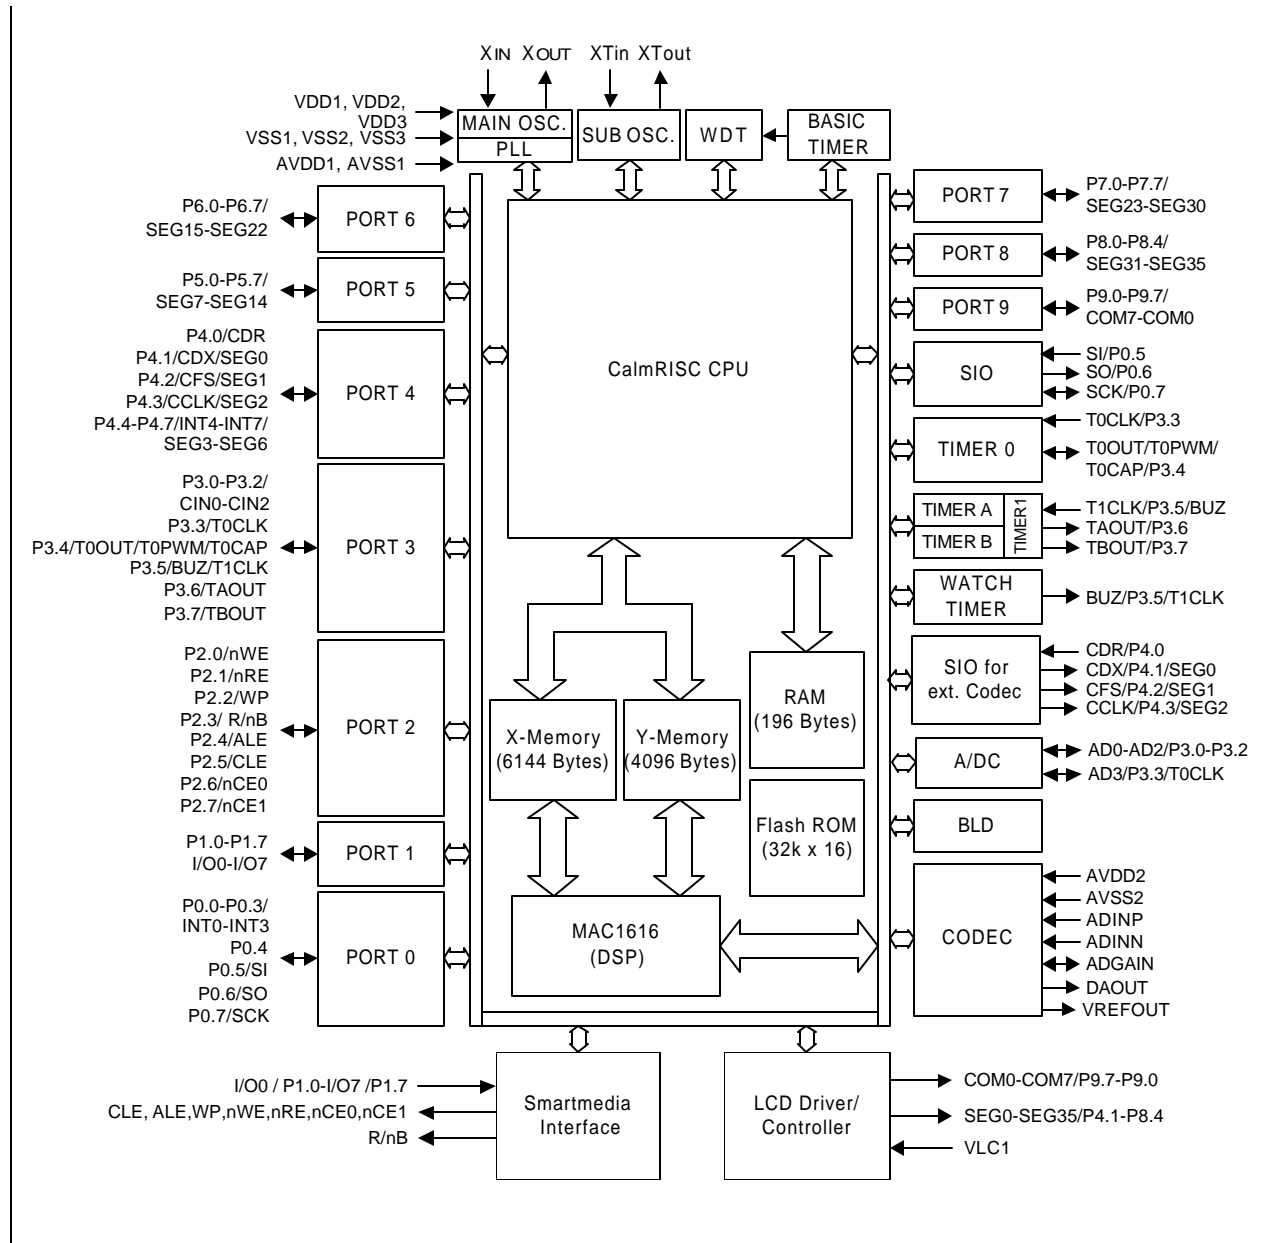 XIN XOUT XTin XTout
VDD1, VDD2,
VDD3
VSS1, VSS2, VSS3
AVDD1, AVSS1
MAIN OSC.
PLL
SUB OSC.
WDT
BASIC
TIMER
P6.0-P6.7/
SEG15-SEG22
PORT 6
P5.0-P5.7/
SEG7-SEG14
PORT 5
P4.0/CDR
P4.1/CDX/SEG0
P4.2/CFS/SEG1
P4.3/CCLK/SEG2
P4.4-P4.7/INT4-INT7/
SEG3-SEG6
PORT 4
P3.0-P3.2/
CIN0-CIN2
P3.3/T0CLK
P3.4/T0OUT/T0PWM/T0CAP
P3.5/BUZ/T1CLK
P3.6/TAOUT
P3.7/TBOUT
PORT 3
P2.0/nWE
P2.1/nRE
P2.2/WP
P2.3/ R/nB
P2.4/ALE
P2.5/CLE
P2.6/nCE0
P2.7/nCE1
PORT 2
P1.0-P1.7
I/O0-I/O7
PORT 1
P0.0-P0.3/
INT0-INT3
P0.4
P0.5/SI
P0.6/SO
P0.7/SCK
PORT 0
CalmRISC CPU
X-Memory
(6144 Bytes)
Y-Memory
(4096 Bytes)
RAM
(196 Bytes)
Flash ROM
(32k x 16)
MAC1616
(DSP)
PORT 7
P7.0-P7.7/
SEG23-SEG30
PORT 8
P8.0-P8.4/
SEG31-SEG35
PORT 9
P9.0-P9.7/
COM7-COM0
SIO
SI/P0.5
SO/P0.6
SCK/P0.7
TIMER 0
T0CLK/P3.3
T0OUT/T0PWM/
T0CAP/P3.4
TIMER A
TIMER B
TIMER1
T1CLK/P3.5/BUZ
TAOUT/P3.6
TBOUT/P3.7
WATCH
TIMER
BUZ/P3.5/T1CLK
SIO for
ext. Codec
CDR/P4.0
CDX/P4.1/SEG0
CFS/P4.2/SEG1
CCLK/P4.3/SEG2
A/DC
AD0-AD2/P3.0-P3.2
AD3/P3.3/T0CLK
BLD
CODEC
AVDD2
AVSS2
ADINP
ADINN
ADGAIN
DAOUT
VREFOUT
I/O0 / P1.0-I/O7 /P1.7
CLE, ALE,WP,nWE,nRE,nCE0,nCE1
R/nB
Smartmedia
Interface
LCD Driver/
Controller
COM0-COM7/P9.7-P9.0
SEG0-SEG35/P4.1-P8.4
VLC1